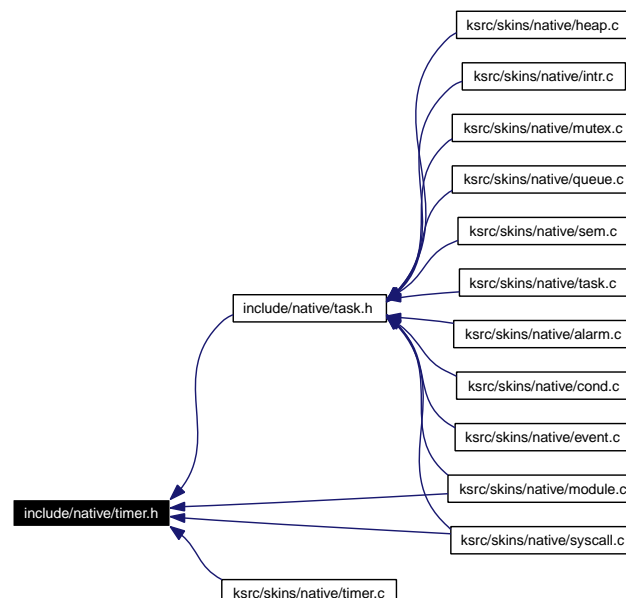 ksrc/skins/native/heap.c
ksrc/skins/native/intr.c
ksrc/skins/native/mutex.c
ksrc/skins/native/queue.c
ksrc/skins/native/sem.c
ksrc/skins/native/task.c
include/native/task.h
ksrc/skins/native/alarm.c
ksrc/skins/native/cond.c
ksrc/skins/native/event.c
ksrc/skins/native/module.c
include/native/timer.h
ksrc/skins/native/syscall.c
ksrc/skins/native/timer.c